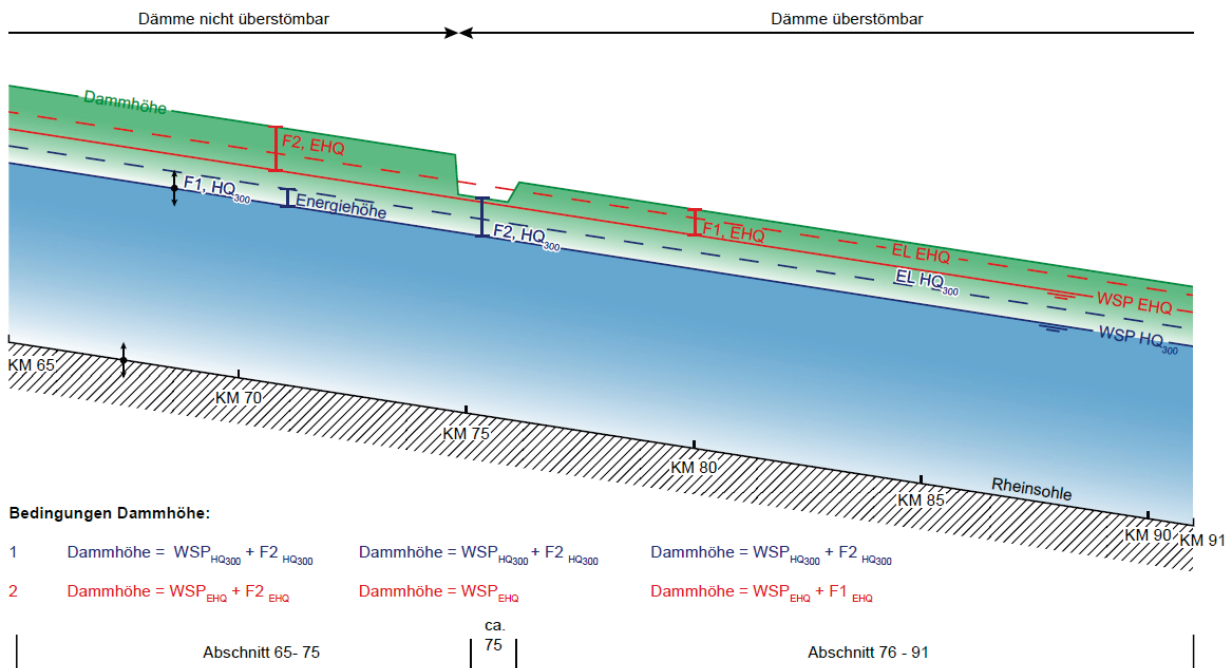 Dämme nicht überstömbar
Dämme überstömbar
Dammhöhe
F2, EHQ
F1, HQ300
Energiehöhe
F2, HQ300
F1, EHQ
EL EHQ
EL HQ300
WSP EHQ
WSP HQ300
KM 65
KM 70
KM 75
KM 80
KM 85
KM 90
KM 91
Rheinsohle
Bedingungen Dammhöhe:
1 Dammhöhe = WSPHQ300 + F2 HQ300 Dammhöhe = WSPHQ300 + F2 HQ300 Dammhöhe = WSPHQ300 + F2 HQ300
2 Dammhöhe = WSPEHQ + F2 EHQ Dammhöhe = WSPEHQ Dammhöhe = WSPEHQ + F1 EHQ
Abschnitt 65- 75
ca.
75
Abschnitt 76 - 91